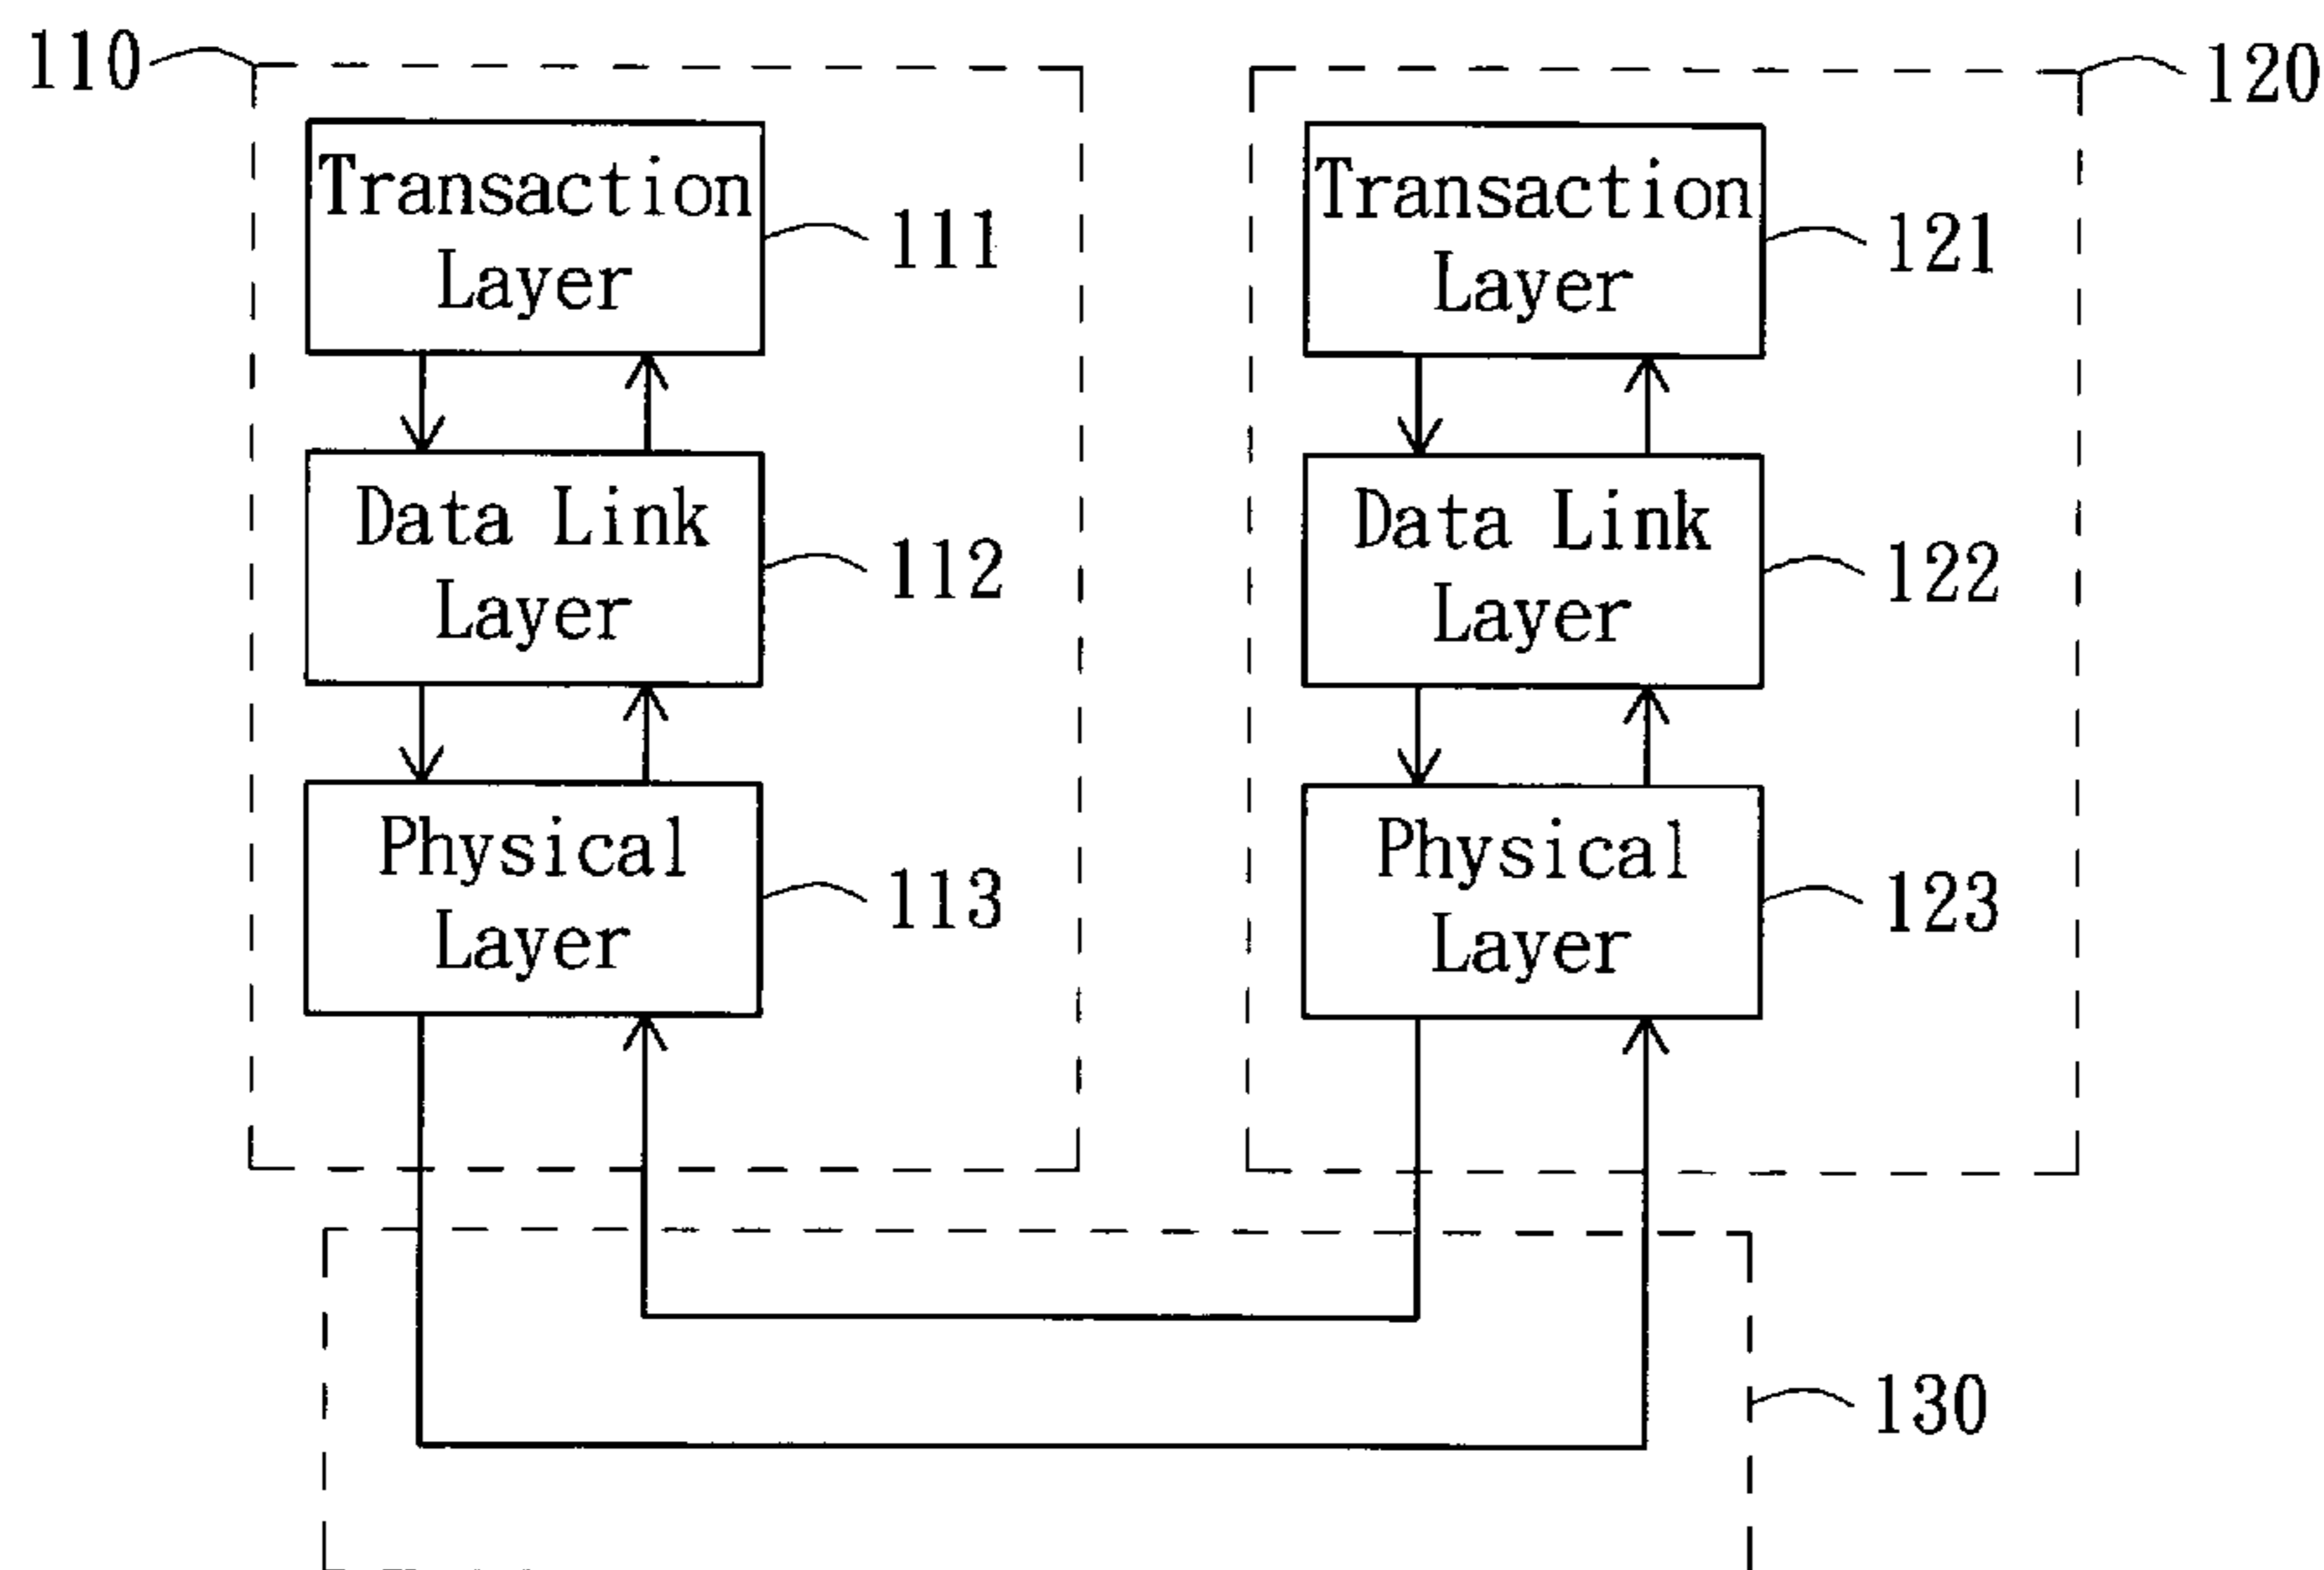 110
120
Transaction
Layer
111
Transaction
Layer
121
Data Link
Layer
112
Data Link
Layer
122
Physical
Layer
113
Physical
Layer
123
130